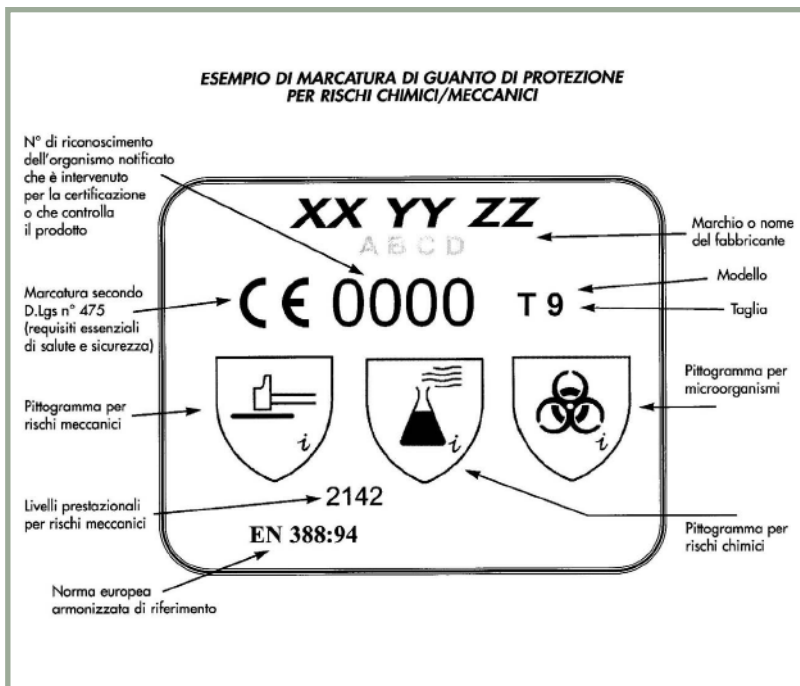 ESEMPIO DI MARCATURA DI GUANTO DI PROTEZIONE
PER RISCHI CHIMICI/MECCANICI
N° di riconoscimento
dell'organismo notificato
che è intervenuto
per la certificazione
o che controlla
il prodotto
XX YY ZZ
A B C D
Marchio o nome
del fabbricante
Marcatura secondo
D.Lgs n° 475
(requisiti essenziali
di salute e sicurezza)
CE 0000
T 9
Modello
Taglia
Pittogramma per
rischi meccanici
i
i
i
Pittogramma per
microorganismi
Livelli prestazionali
per rischi meccanici
2142
EN 388:94
Pittogramma per
rischi chimici
Norma europea
armonizzata di riferimento